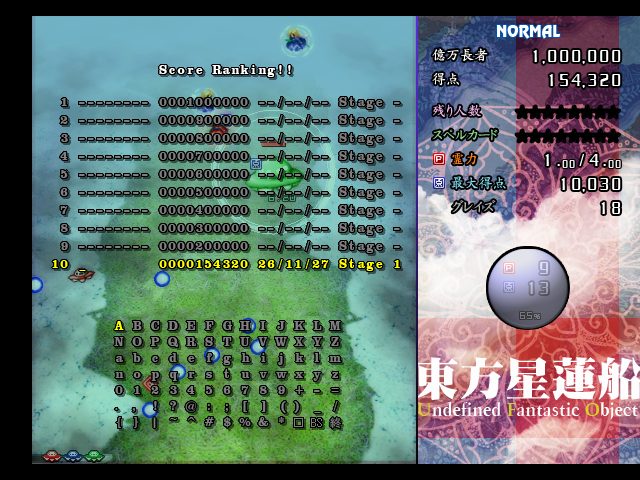 NORMAL
億万長者 1,000,000
得点 154,320
残り人数 ★★★★★★★★
スペルカード ★★★★★★★★
P 霊力 1.00/4.00
点 最大得点 10,030
グレイズ 18
Score Ranking!!
1 -------- 0001000000 --/--/-- Stage -
2 -------- 0000900000 --/--/-- Stage -
3 -------- 0000800000 --/--/-- Stage -
4 -------- 0000700000 --/--/-- Stage -
5 -------- 0000600000 --/--/-- Stage -
6 -------- 0000500000 --/--/-- Stage -
7 -------- 0000400000 --/--/-- Stage -
8 -------- 0000300000 --/--/-- Stage -
9 -------- 0000200000 --/--/-- Stage -
10 0000154320 26/11/27 Stage 1
A B C D E F G H I J K L M
N O P Q R S T U V W X Y Z
a b c d e f g h i j k l m
n o p q r s t u v w x y z
0 1 2 3 4 5 6 7 8 9 + - =
. , ! ? @ : ; [ ] ( ) _ /
{ } | ~ ^ # $ % & * □ BS 終
P 9
点 13
65%
東方星蓮船
Undefined Fantastic Object